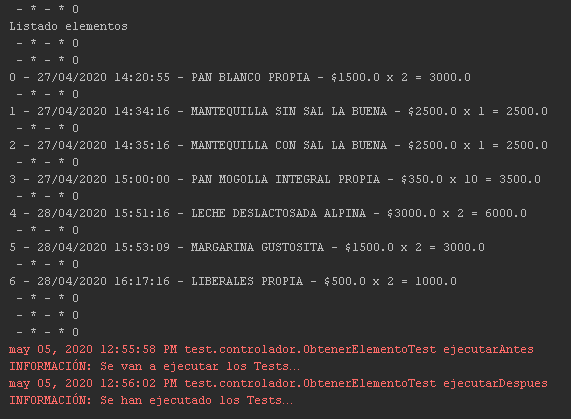 - * - * 0
Listado elementos
- * - * 0
- * - * 0
0 - 27/04/2020 14:20:55 - PAN BLANCO PROPIA - $1500.0 x 2 = 3000.0
- * - * 0
1 - 27/04/2020 14:34:16 - MANTEQUILLA SIN SAL LA BUENA - $2500.0 x 1 = 2500.0
- * - * 0
2 - 27/04/2020 14:35:16 - MANTEQUILLA CON SAL LA BUENA - $2500.0 x 1 = 2500.0
- * - * 0
3 - 27/04/2020 15:00:00 - PAN MOGOLLA INTEGRAL PROPIA - $350.0 x 10 = 3500.0
- * - * 0
4 - 28/04/2020 15:51:16 - LECHE DESLACTOSADA ALPINA - $3000.0 x 2 = 6000.0
- * - * 0
5 - 28/04/2020 15:53:09 - MARGARINA GUSTOSITA - $1500.0 x 2 = 3000.0
- * - * 0
6 - 28/04/2020 16:17:16 - LIBERALES PROPIA - $500.0 x 2 = 1000.0
- * - * 0
- * - * 0
- * - * 0
may 05, 2020 12:55:58 PM test.controlador.ObtenerElementoTest ejecutarAntes
INFORMACIÓN: Se van a ejecutar los Tests...
may 05, 2020 12:56:02 PM test.controlador.ObtenerElementoTest ejecutarDespues
INFORMACIÓN: Se han ejecutado los Tests...